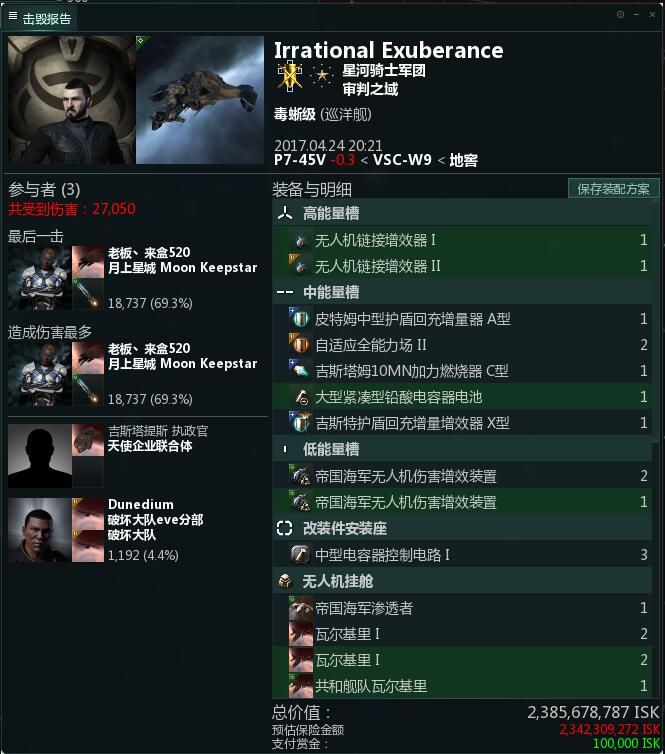 击毁报告
Irrational Exuberance
星河骑士军团
审判之域
毒蜥级 (巡洋舰)
2017.04.24 20:21
P7-45V -0.3 < VSC-W9 < 地窖
参与者 (3)
共受到伤害：27,050
最后一击
老板、来盒520
月上星城 Moon Keepstar
18,737 (69.3%)
造成伤害最多
老板、来盒520
月上星城 Moon Keepstar
18,737 (69.3%)
吉斯塔提斯 执政官
天使企业联合体
Dunedium
破坏大队eve分部
破坏大队
1,192 (4.4%)
装备与明细
保存装配方案
高能量槽
无人机链接增效器 I 1
无人机链接增效器 II 1
中能量槽
皮特姆中型护盾回充增量器 A型 1
自适应全能力场 II 2
吉斯塔姆10MN加力燃烧器 C型 1
大型紧凑型铅酸电容器电池 1
吉斯特护盾回充增量增效器 X型 1
低能量槽
帝国海军无人机伤害增效装置 2
帝国海军无人机伤害增效装置 1
改装件安装座
中型电容器控制电路 I 3
无人机挂舱
帝国海军渗透者 1
瓦尔基里 I 2
瓦尔基里 I 2
共和舰队瓦尔基里 1
总价值： 2,385,678,787 ISK
预估保险金额 2,342,309,272 ISK
支付赏金： 100,000 ISK